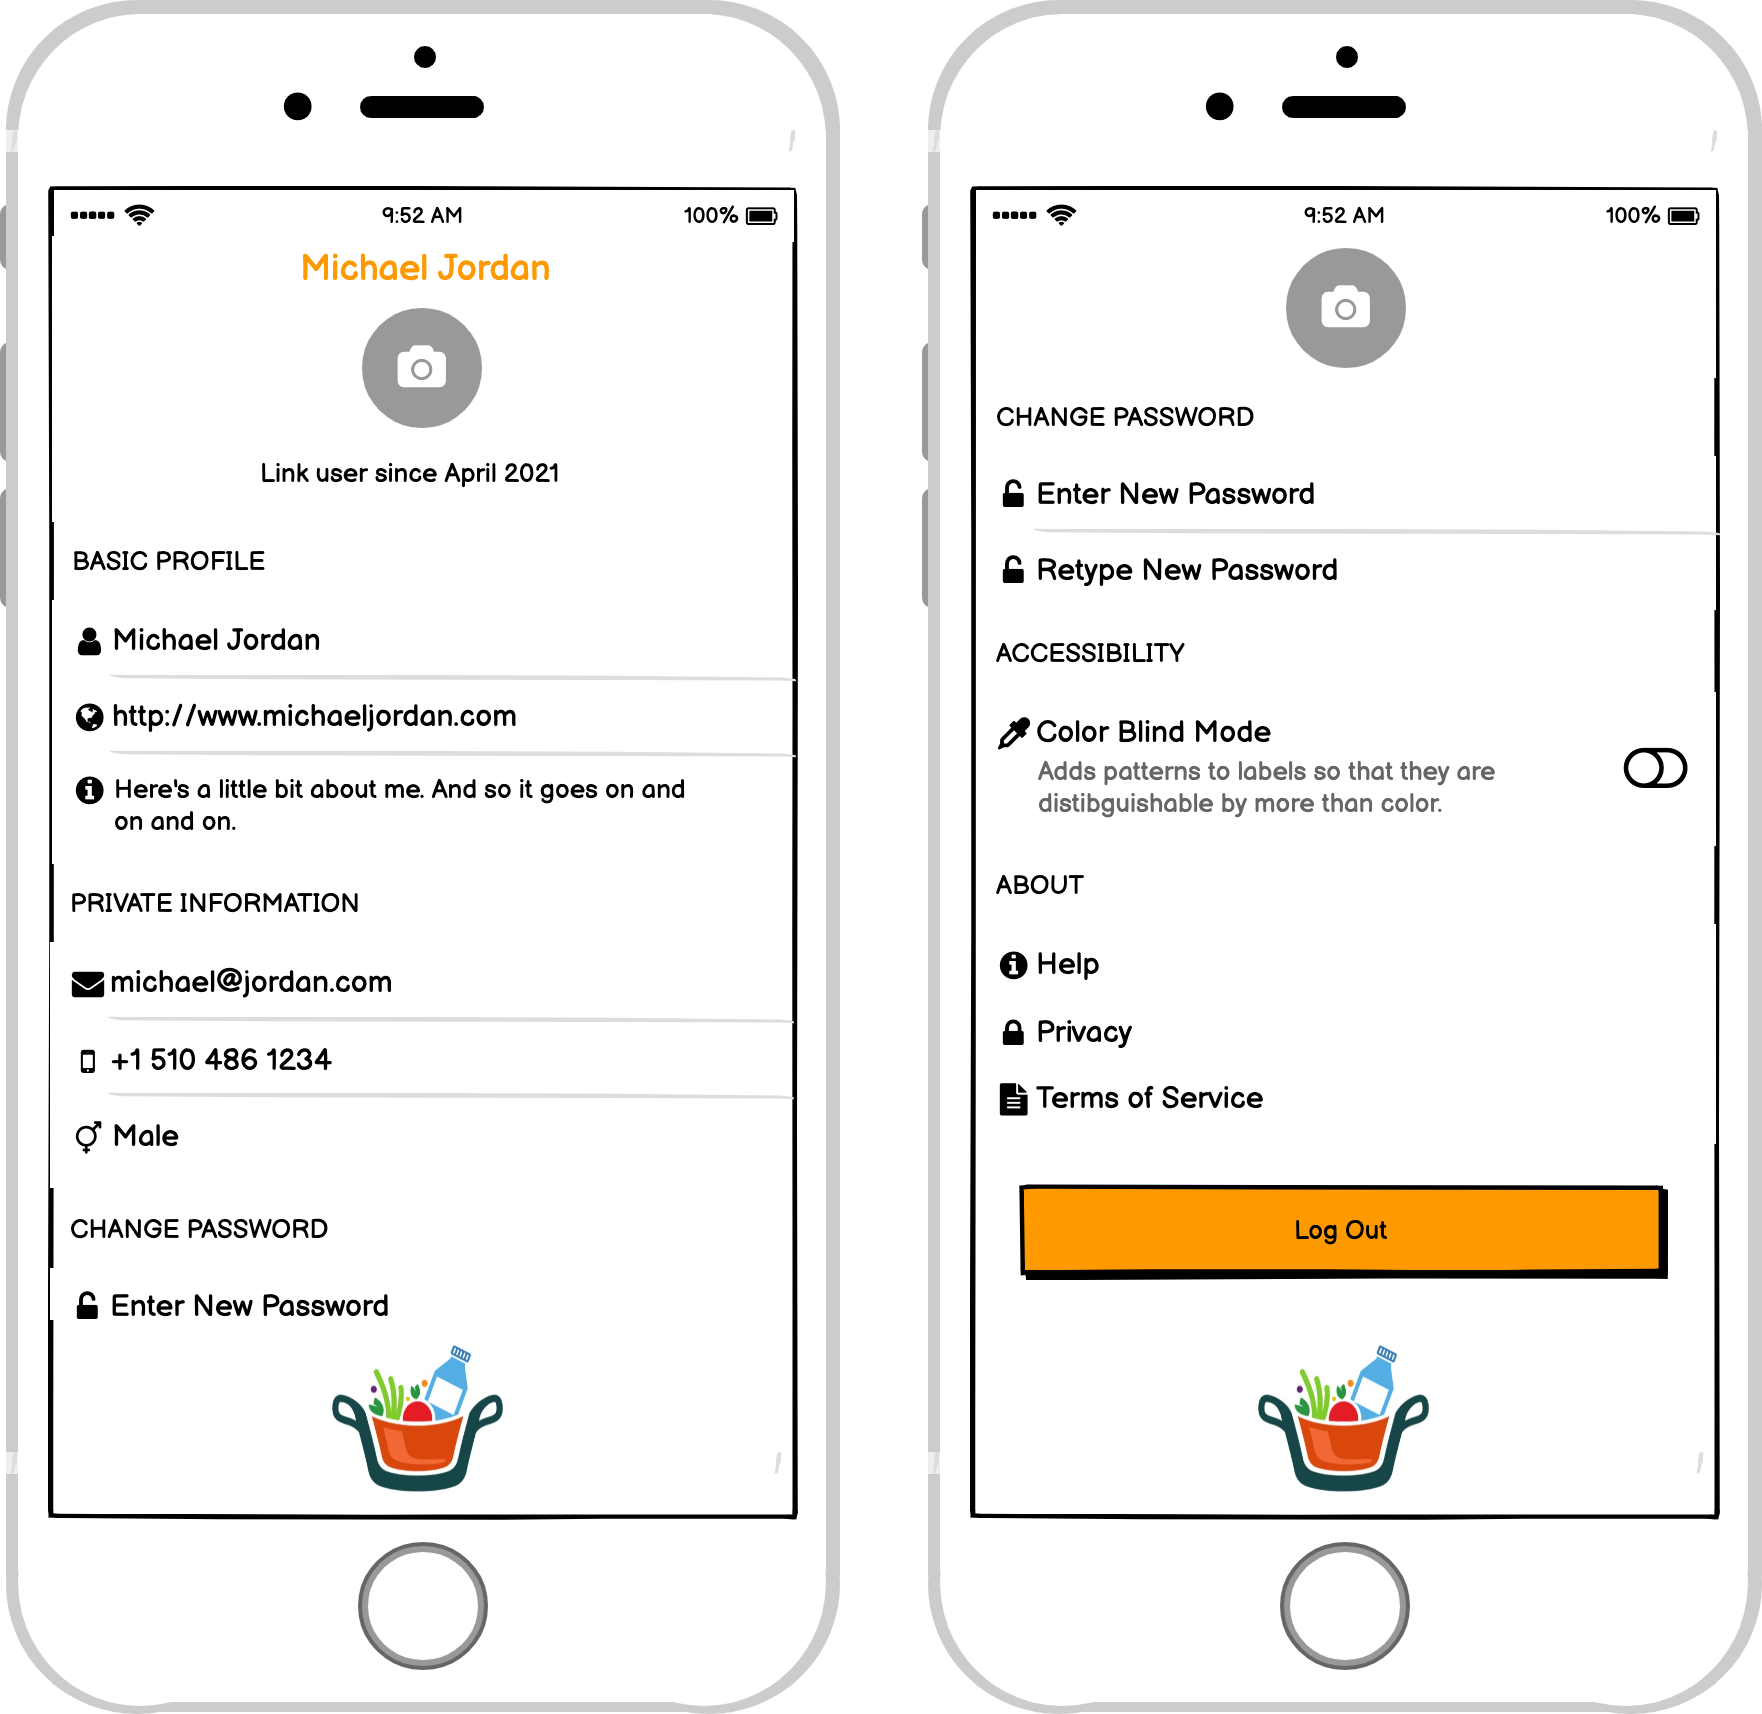 9:52 AM
100%
Michael Jordan
Link user since April 2021
BASIC PROFILE
Michael Jordan
http://www.michaeljordan.com
Here's a little bit about me. And so it goes on and
on and on.
PRIVATE INFORMATION
michael@jordan.com
+1 510 486 1234
Male
CHANGE PASSWORD
Enter New Password
9:52 AM
100%
CHANGE PASSWORD
Enter New Password
Retype New Password
ACCESSIBILITY
Color Blind Mode
Adds patterns to labels so that they are
distibguishable by more than color.
ABOUT
Help
Privacy
Terms of Service
Log Out